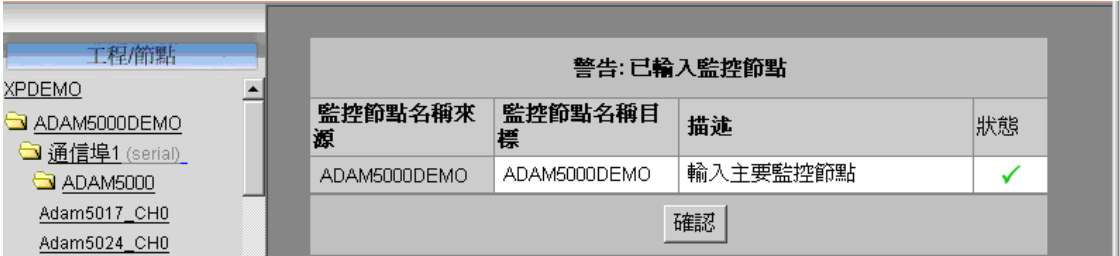 工程/節點
XPDEMO
ADAM5000DEMO
通信埠1 (serial)
ADAM5000
Adam5017_CH0
Adam5024_CH0
警告: 已輸入監控節點
監控節點名稱來
源
監控節點名稱目
標
描述
狀態
ADAM5000DEMO
ADAM5000DEMO
輸入主要監控節點
確認